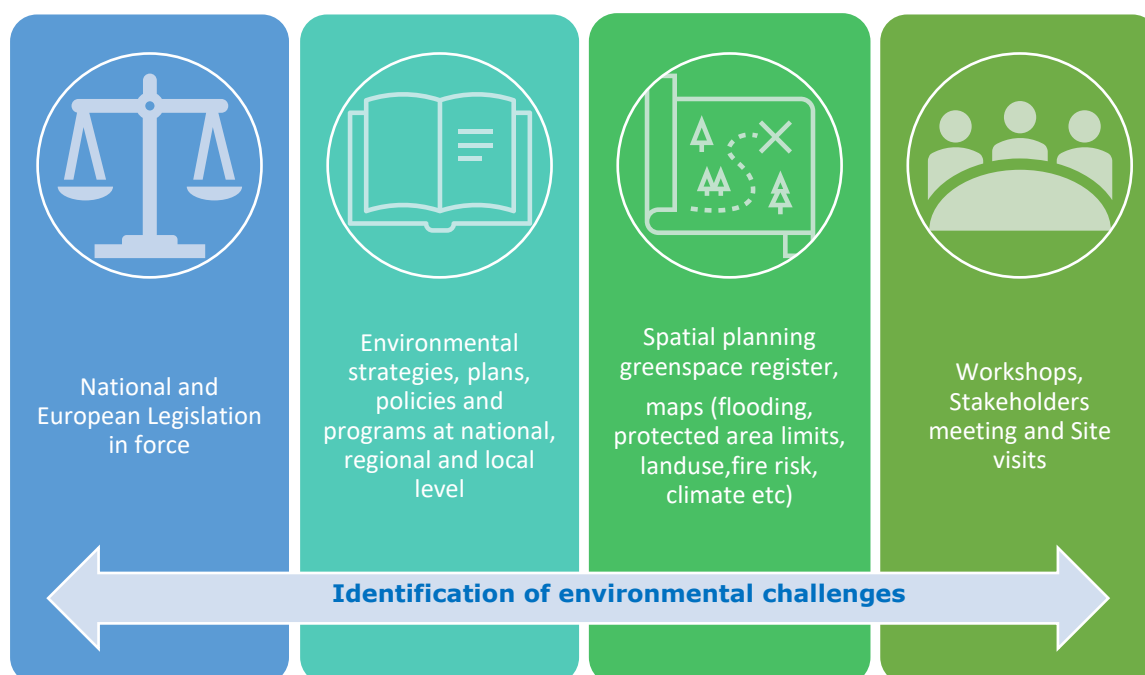 National and
European Legislation
in force
Environmental
strategies, plans,
policies and
programs at national,
regional and local
level
Spatial planning
greenspace register,
maps (flooding,
protected area limits,
landuse,fire risk,
climate etc)
Workshops,
Stakeholders
meeting and Site
visits
Identification of environmental challenges